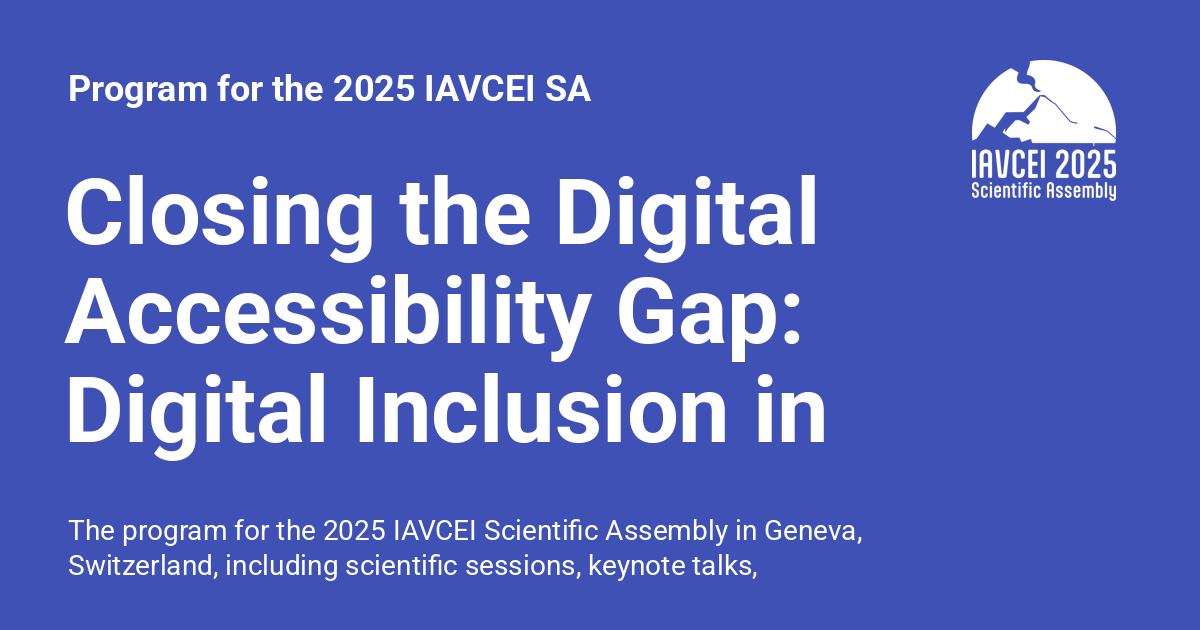 Program for the 2025 IAVCEI SA
IAVCEI 2025
Scientific Assembly
Closing the Digital
Accessibility Gap:
Digital Inclusion in
The program for the 2025 IAVCEI Scientific Assembly in Geneva,
Switzerland, including scientific sessions, keynote talks,